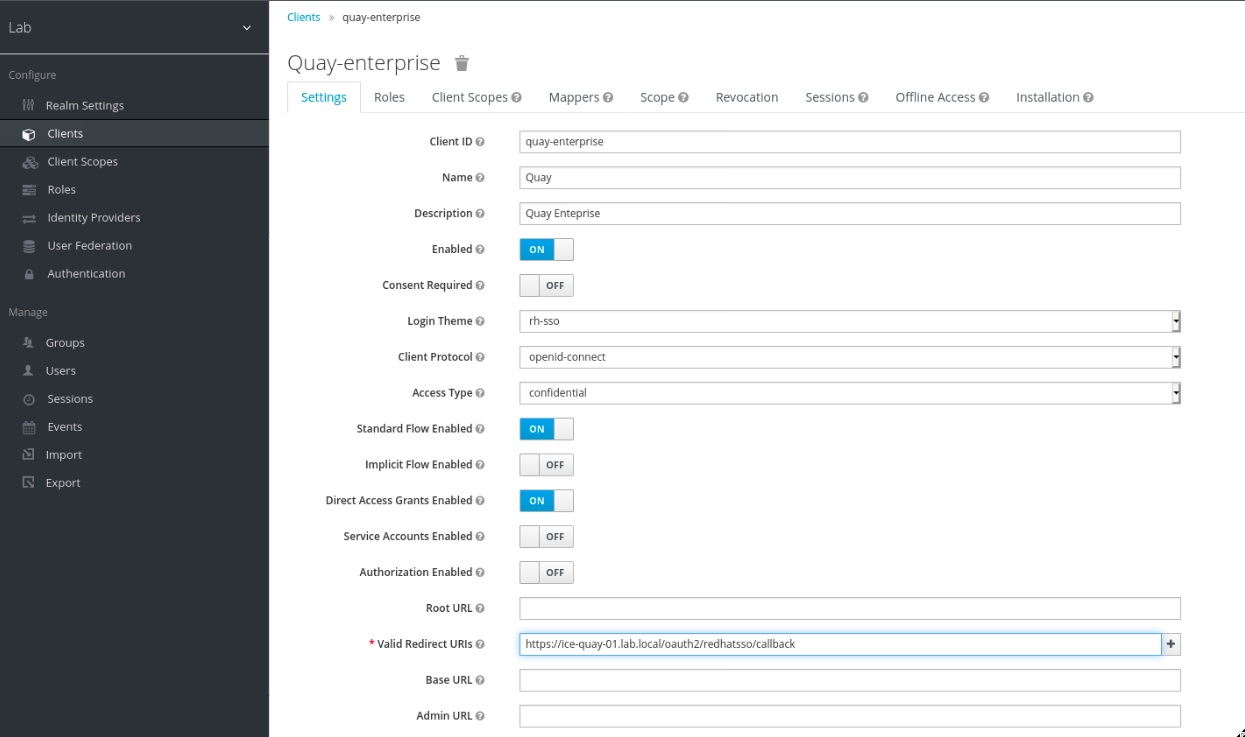 Lab
Configure
Realm Settings
Clients
Client Scopes
Roles
Identity Providers
User Federation
Authentication
Manage
Groups
Users
Sessions
Events
Import
Export
Clients » quay-enterprise
Quay-enterprise
Settings Roles Client Scopes Mappers Scope Revocation Sessions Offline Access Installation
Client ID quay-enterprise
Name Quay
Description Quay Enteprise
Enabled ON
Consent Required OFF
Login Theme rh-sso
Client Protocol openid-connect
Access Type confidential
Standard Flow Enabled ON
Implicit Flow Enabled OFF
Direct Access Grants Enabled ON
Service Accounts Enabled OFF
Authorization Enabled OFF
Root URL
* Valid Redirect URIs https://ice-quay-01.lab.local/oauth2/redhatsso/callback +
Base URL
Admin URL